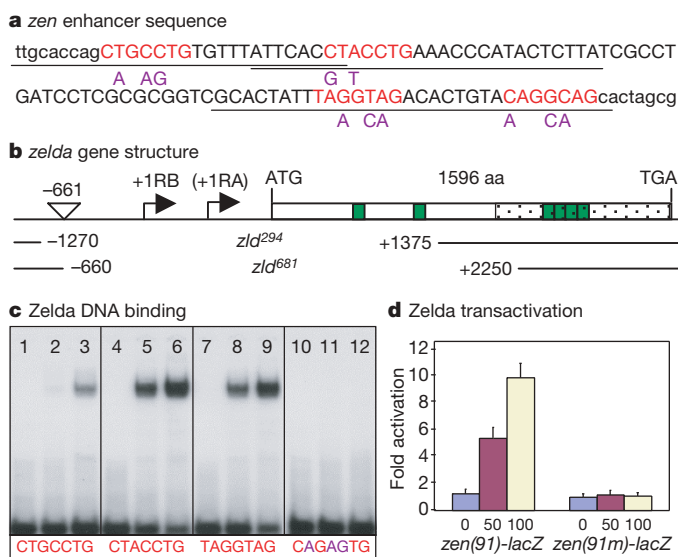 a zen enhancer sequence
ttgcaccagCTGCCTGTGTTTATTCACCTACCTGAAACCCATACTCTTATCGCCT
A AG G T
GATCCTCGCGCGGTCGCACTATTTAGGTAGACACTGTACAGGCAGcactagcg
A CA A CA
b zelda gene structure
−661 +1RB (+1RA) ATG 1596 aa TGA
−1270 zld294 +1375
−660 zld681 +2250
c Zelda DNA binding
1 2 3 4 5 6 7 8 9 10 11 12
CTGCCTG CTACCTG TAGGTAG CAGAGTG
d Zelda transactivation
Fold activation
12
10
8
6
4
2
0
0 50 100 0 50 100
zen(91)-lacZ zen(91m)-lacZ